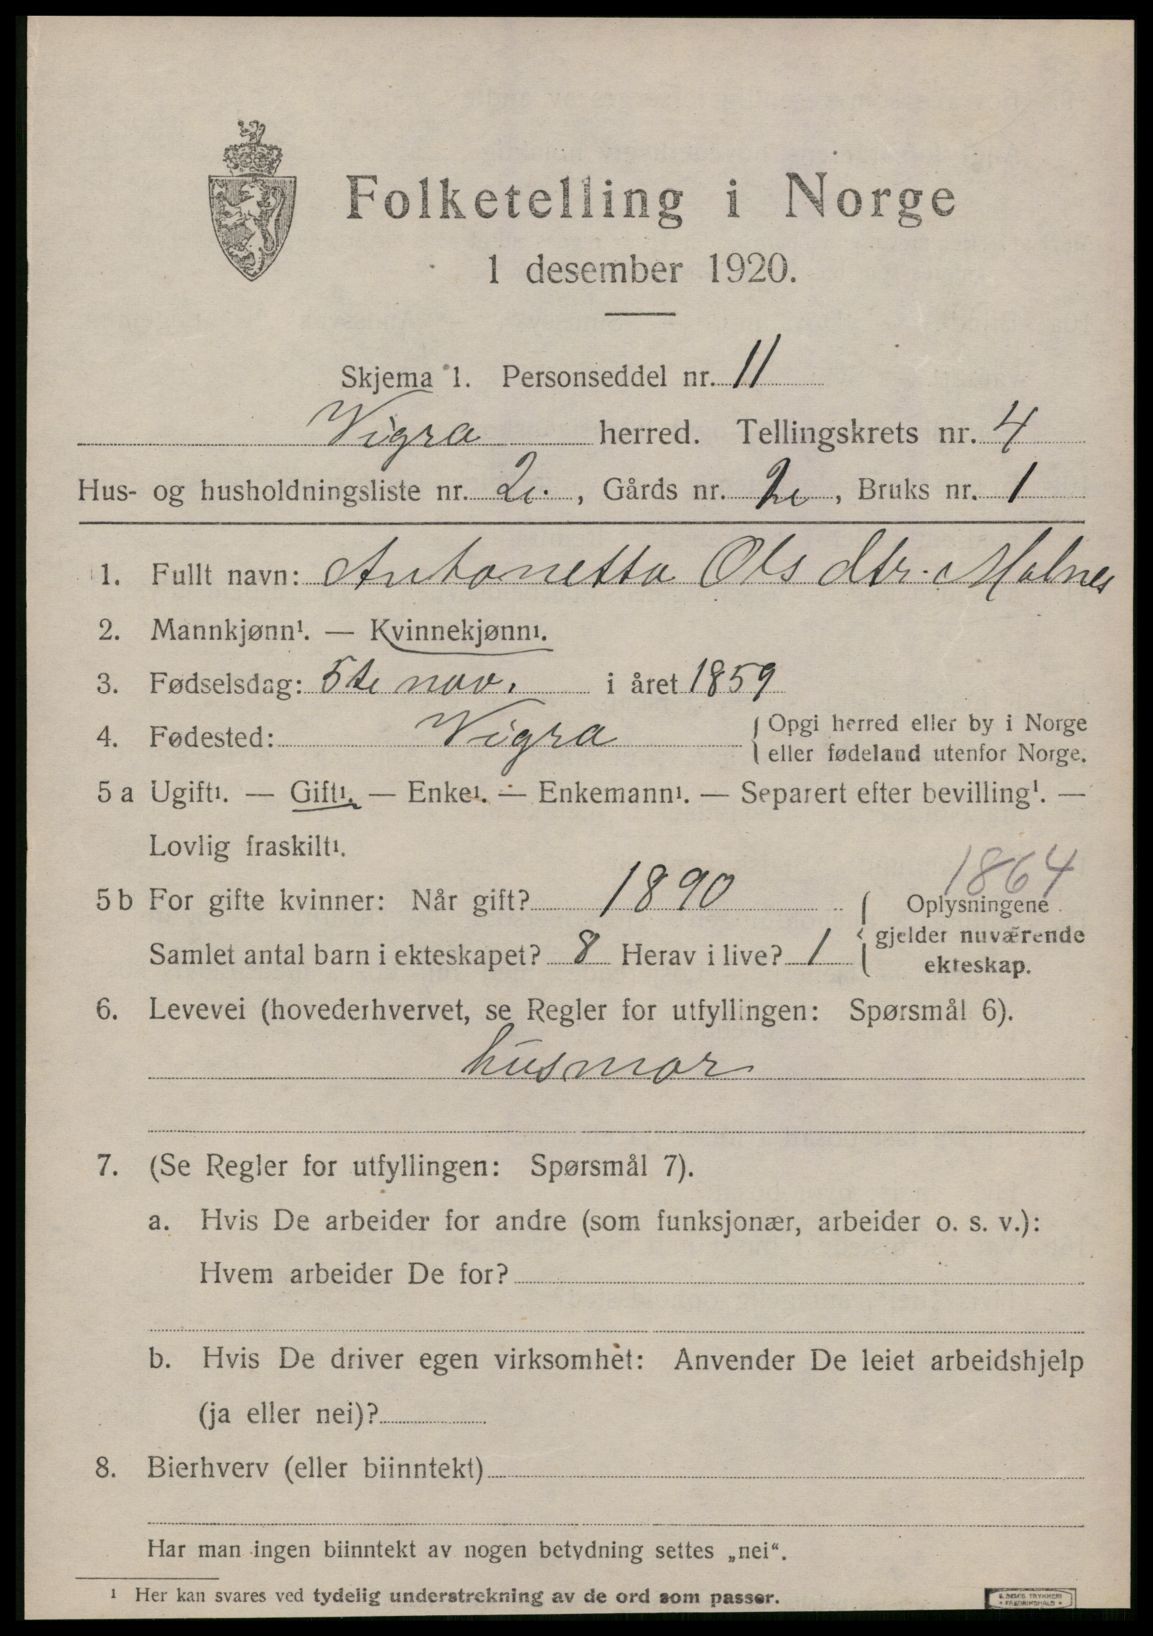 Folketelling i Norge
1 desember 1920.
Skjema 1. Personseddel nr. 11
Vigra herred. Tellingskrets nr. 4
Hus- og husholdningsliste nr. 2. , Gårds nr. 2 , Bruks nr. 1
1. Fullt navn: Antonetta Olsdtr. Molnes
2. Mannkjønn¹. — Kvinnekjønn¹.
3. Fødselsdag: 5te nov. i året 1859
4. Fødested: Vigra { Opgi herred eller by i Norge
eller fødeland utenfor Norge.
5 a Ugift¹. — Gift¹. — Enke¹. — Enkemann¹. — Separert efter bevilling¹. —
Lovlig fraskilt¹.
1864
5 b For gifte kvinner: Når gift? 1890 { Oplysningene
Samlet antal barn i ekteskapet? 8 Herav i live? 1 gjelder nuværende
ekteskap.
6. Levevei (hovederhvervet, se Regler for utfyllingen: Spørsmål 6).
husmor
7. (Se Regler for utfyllingen: Spørsmål 7).
a. Hvis De arbeider for andre (som funksjonær, arbeider o. s. v.):
Hvem arbeider De for?
b. Hvis De driver egen virksomhet: Anvender De leiet arbeidshjelp
(ja eller nei)?
8. Bierhverv (eller biinntekt)
Har man ingen biinntekt av nogen betydning settes „nei“.
¹ Her kan svares ved tydelig understrekning av de ord som passer.
TRYKKERI
FREDRIKSHALD